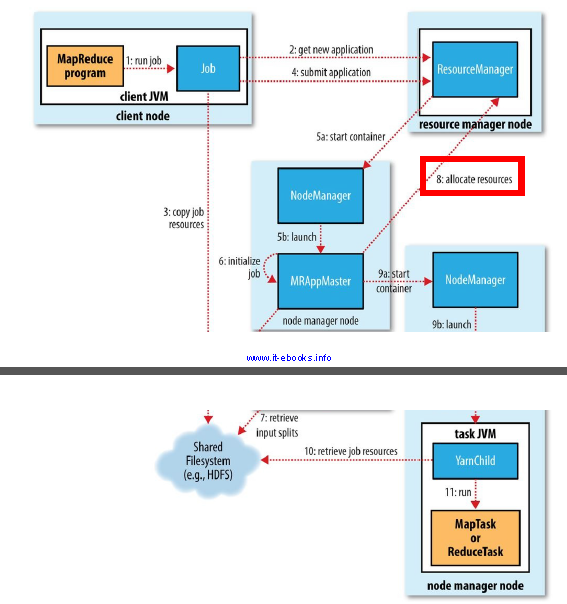 MapReduce
program
1: run job
Job
client JVM
client node
2: get new application
4: submit application
ResourceManager
resource manager node
5a: start container
8: allocate resources
3: copy job
resources
NodeManager
5b: launch
6: initialize
job
MRAppMaster
node manager node
9a: start
container
NodeManager
9b: launch
www.it-ebooks.info
7: retrieve
input splits
Shared
Filesystem
(e.g., HDFS)
10: retrieve job resources
task JVM
YarnChild
11: run
MapTask
or
ReduceTask
node manager node